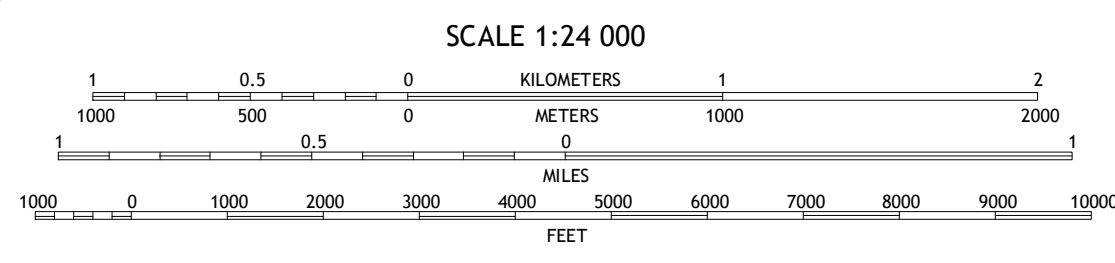 SCALE 1:24 000
1 0.5 0 KILOMETERS 1 2
1000 500 0 METERS 1000 2000
1 0.5 0 1
MILES
1000 0 1000 2000 3000 4000 5000 6000 7000 8000 9000 10000
FEET